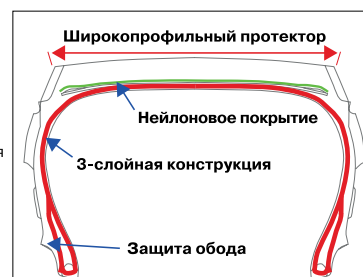 Широкопрофильный протектор
Нейлоновое покрытие
я
3-слойная конструкция
Защита обода